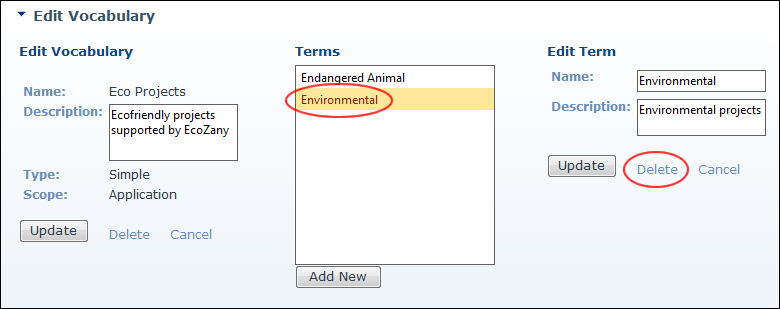 Edit Vocabulary
Edit Vocabulary
Name: Eco Projects
Description: Ecofriendly projects
supported by EcoZany
Type: Simple
Scope: Application
Update Delete Cancel
Terms
Endangered Animal
Environmental
Add New
Edit Term
Name: Environmental
Description: Environmental projects
Update Delete Cancel